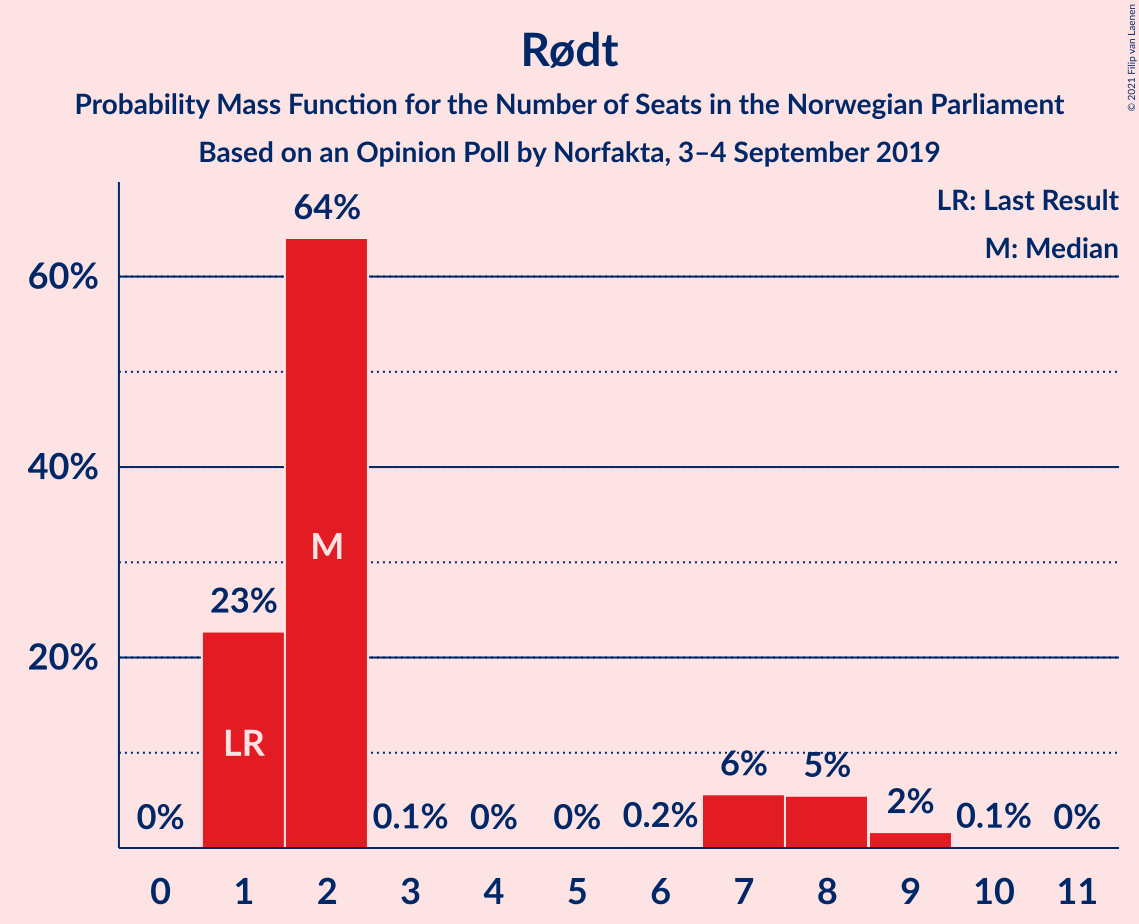 Rødt
Probability Mass Function for the Number of Seats in the Norwegian Parliament
Based on an Opinion Poll by Norfakta, 3–4 September 2019
© 2021 Filip van Laenen
LR: Last Result
M: Median
60%
40%
20%
0%
23%
64%
0.1%
0%
0%
0.2%
6%
5%
2%
0.1%
0%
LR
M
0 1 2 3 4 5 6 7 8 9 10 11